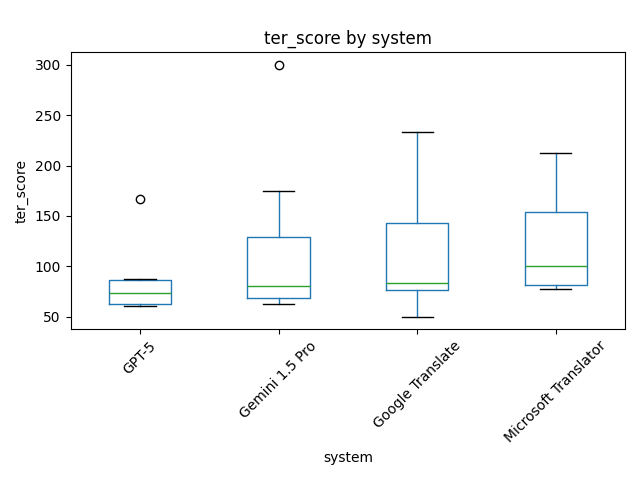 ter_score by system
300
250
200
150
100
50
ter_score
GPT-5
Gemini 1.5 Pro
Google Translate
Microsoft Translator
system